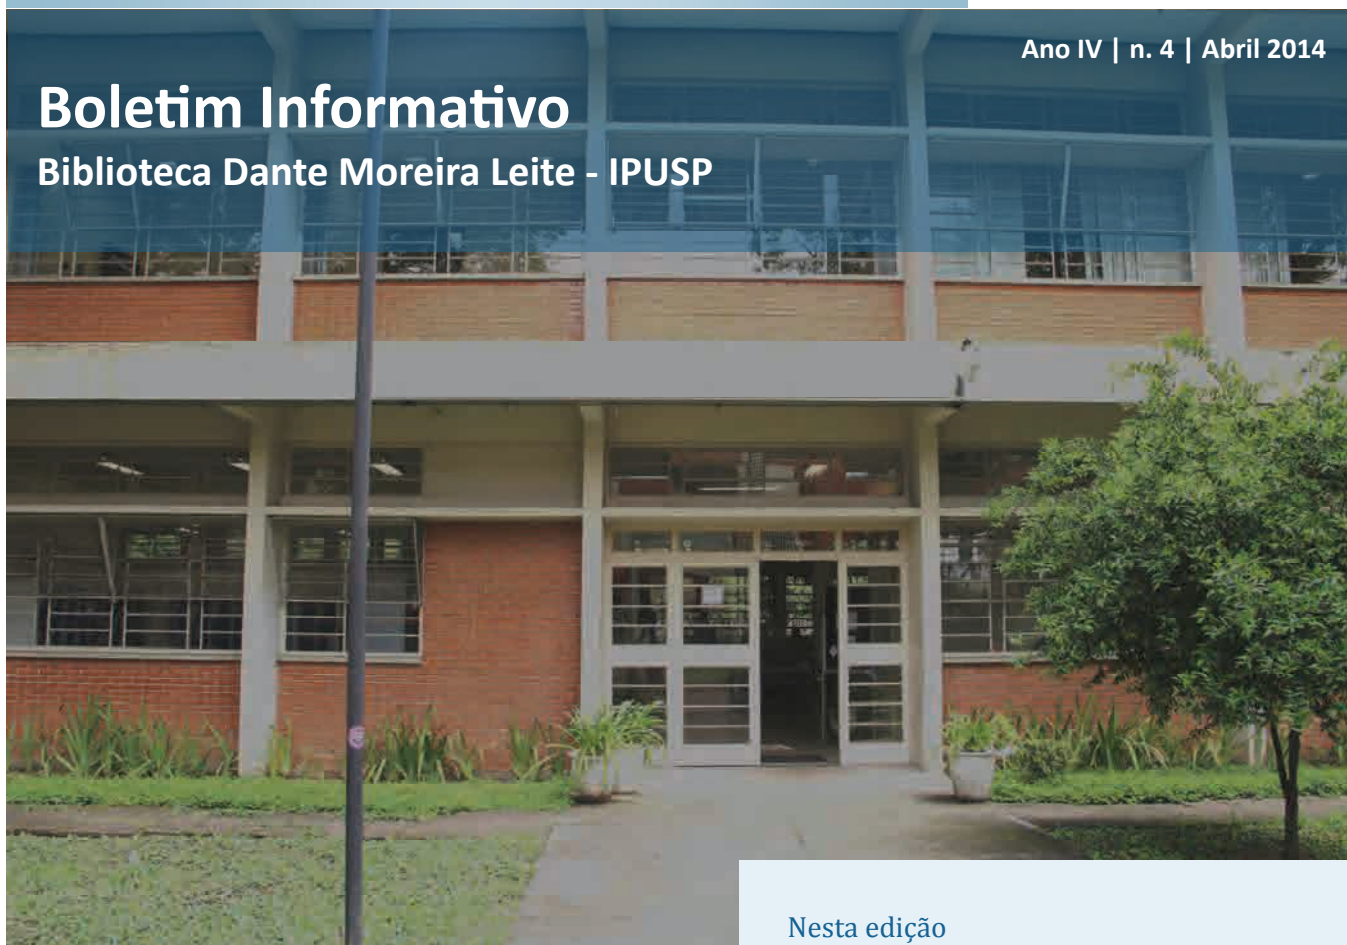 Ano IV | n. 4 | Abril 2014
Boletim Informativo
Biblioteca Dante Moreira Leite - IPUSP
Nesta edição